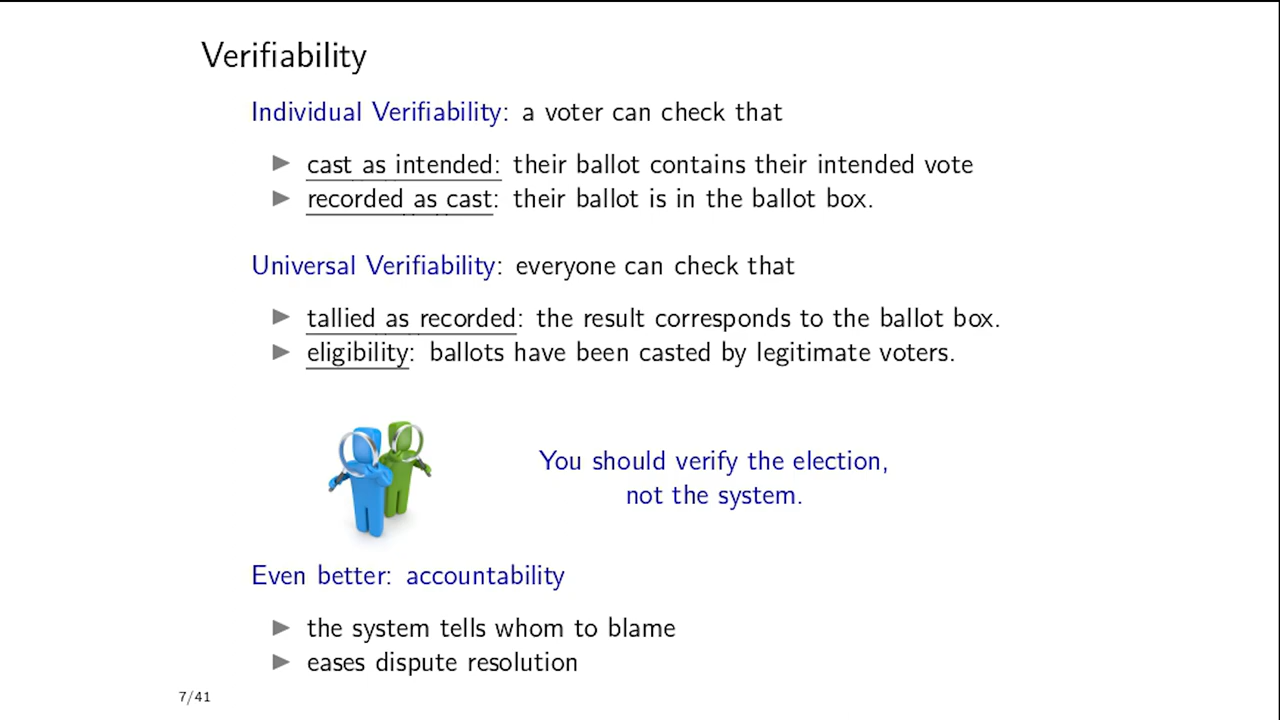 Verifiability
Individual Verifiability: a voter can check that
▶ cast as intended: their ballot contains their intended vote
▶ recorded as cast: their ballot is in the ballot box.
Universal Verifiability: everyone can check that
▶ tallied as recorded: the result corresponds to the ballot box.
▶ eligibility: ballots have been casted by legitimate voters.
You should verify the election,
not the system.
Even better: accountability
▶ the system tells whom to blame
▶ eases dispute resolution
7/41